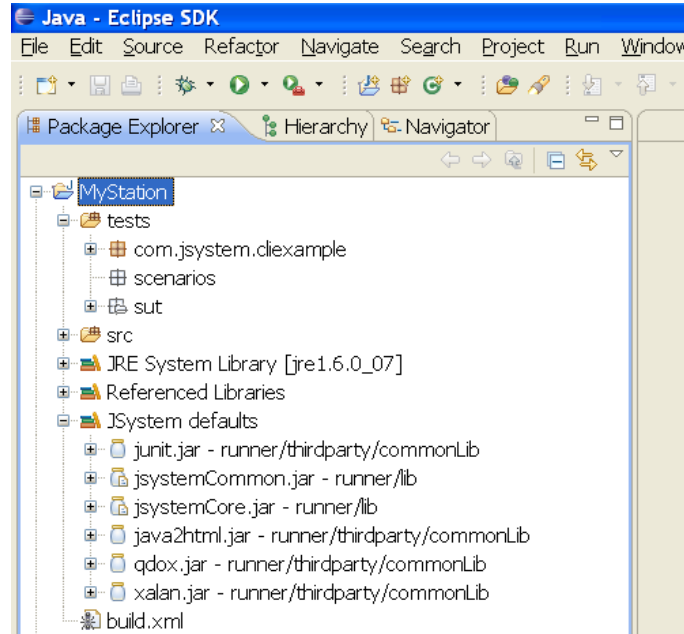 Java - Eclipse SDK
File Edit Source Refactor Navigate Search Project Run Window
Package Explorer Hierarchy Navigator
MyStation
tests
com.jsystem.cliexample
scenarios
sut
src
JRE System Library [jre1.6.0_07]
Referenced Libraries
JSystem defaults
junit.jar - runner/thirdparty/commonLib
jsystemCommon.jar - runner/lib
jsystemCore.jar - runner/lib
java2html.jar - runner/thirdparty/commonLib
qdox.jar - runner/thirdparty/commonLib
xalan.jar - runner/thirdparty/commonLib
build.xml